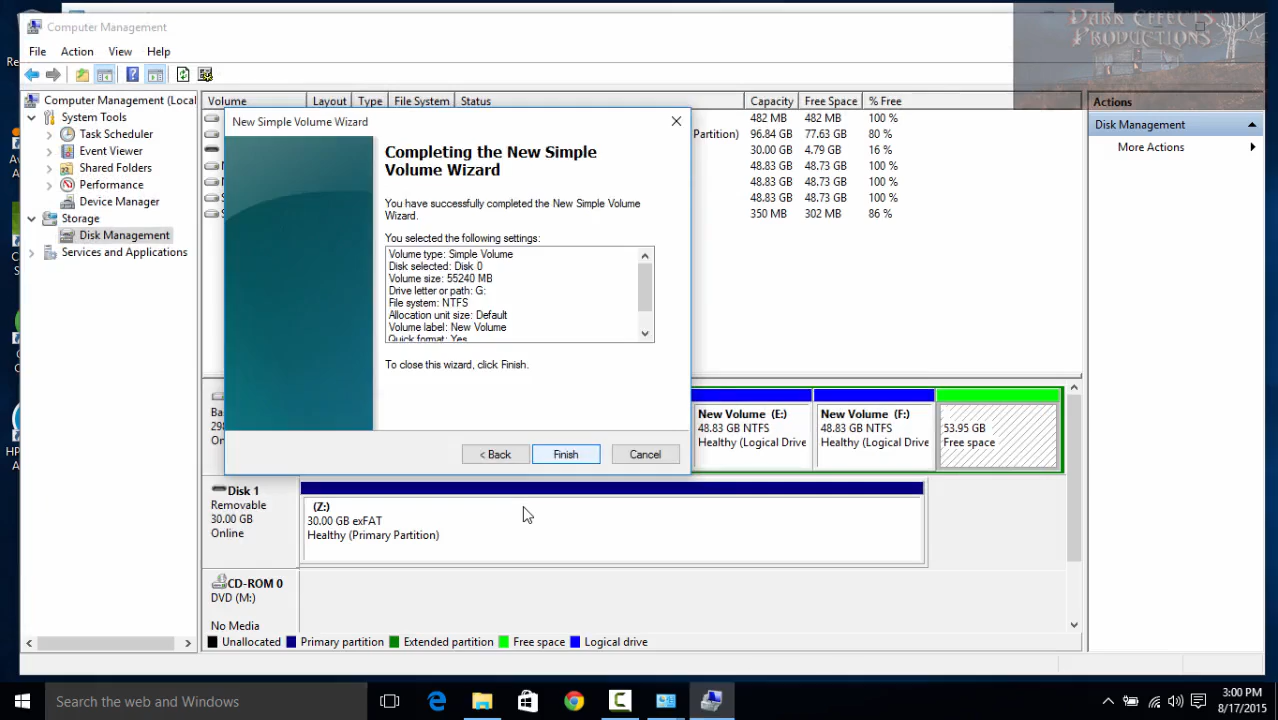 DARK EFFECTS
PRODUCTIONS
Computer Management
File Action View Help
Computer Management (Local
System Tools
Task Scheduler
Event Viewer
Shared Folders
Performance
Device Manager
Storage
Disk Management
Services and Applications
Volume Layout Type File System Status Capacity Free Space % Free
482 MB 482 MB 100 %
Partition) 96.84 GB 77.63 GB 80 %
30.00 GB 4.79 GB 16 %
48.83 GB 48.73 GB 100 %
48.83 GB 48.73 GB 100 %
48.83 GB 48.73 GB 100 %
350 MB 302 MB 86 %
Actions
Disk Management
More Actions
New Simple Volume Wizard
Completing the New Simple
Volume Wizard
You have successfully completed the New Simple Volume
Wizard.
You selected the following settings:
Volume type: Simple Volume
Disk selected: Disk 0
Volume size: 55240 MB
Drive letter or path: G:
File system: NTFS
Allocation unit size: Default
Volume label: New Volume
Quick format: Yes
To close this wizard, click Finish.
< Back Finish Cancel
New Volume (E:)
48.83 GB NTFS
Healthy (Logical Drive
New Volume (F:)
48.83 GB NTFS
Healthy (Logical Drive
53.95 GB
Free space
Disk 1
Removable
30.00 GB
Online
(Z:)
30.00 GB exFAT
Healthy (Primary Partition)
CD-ROM 0
DVD (M:)
No Media
Unallocated Primary partition Extended partition Free space Logical drive
Search the web and Windows
3:00 PM
8/17/2015